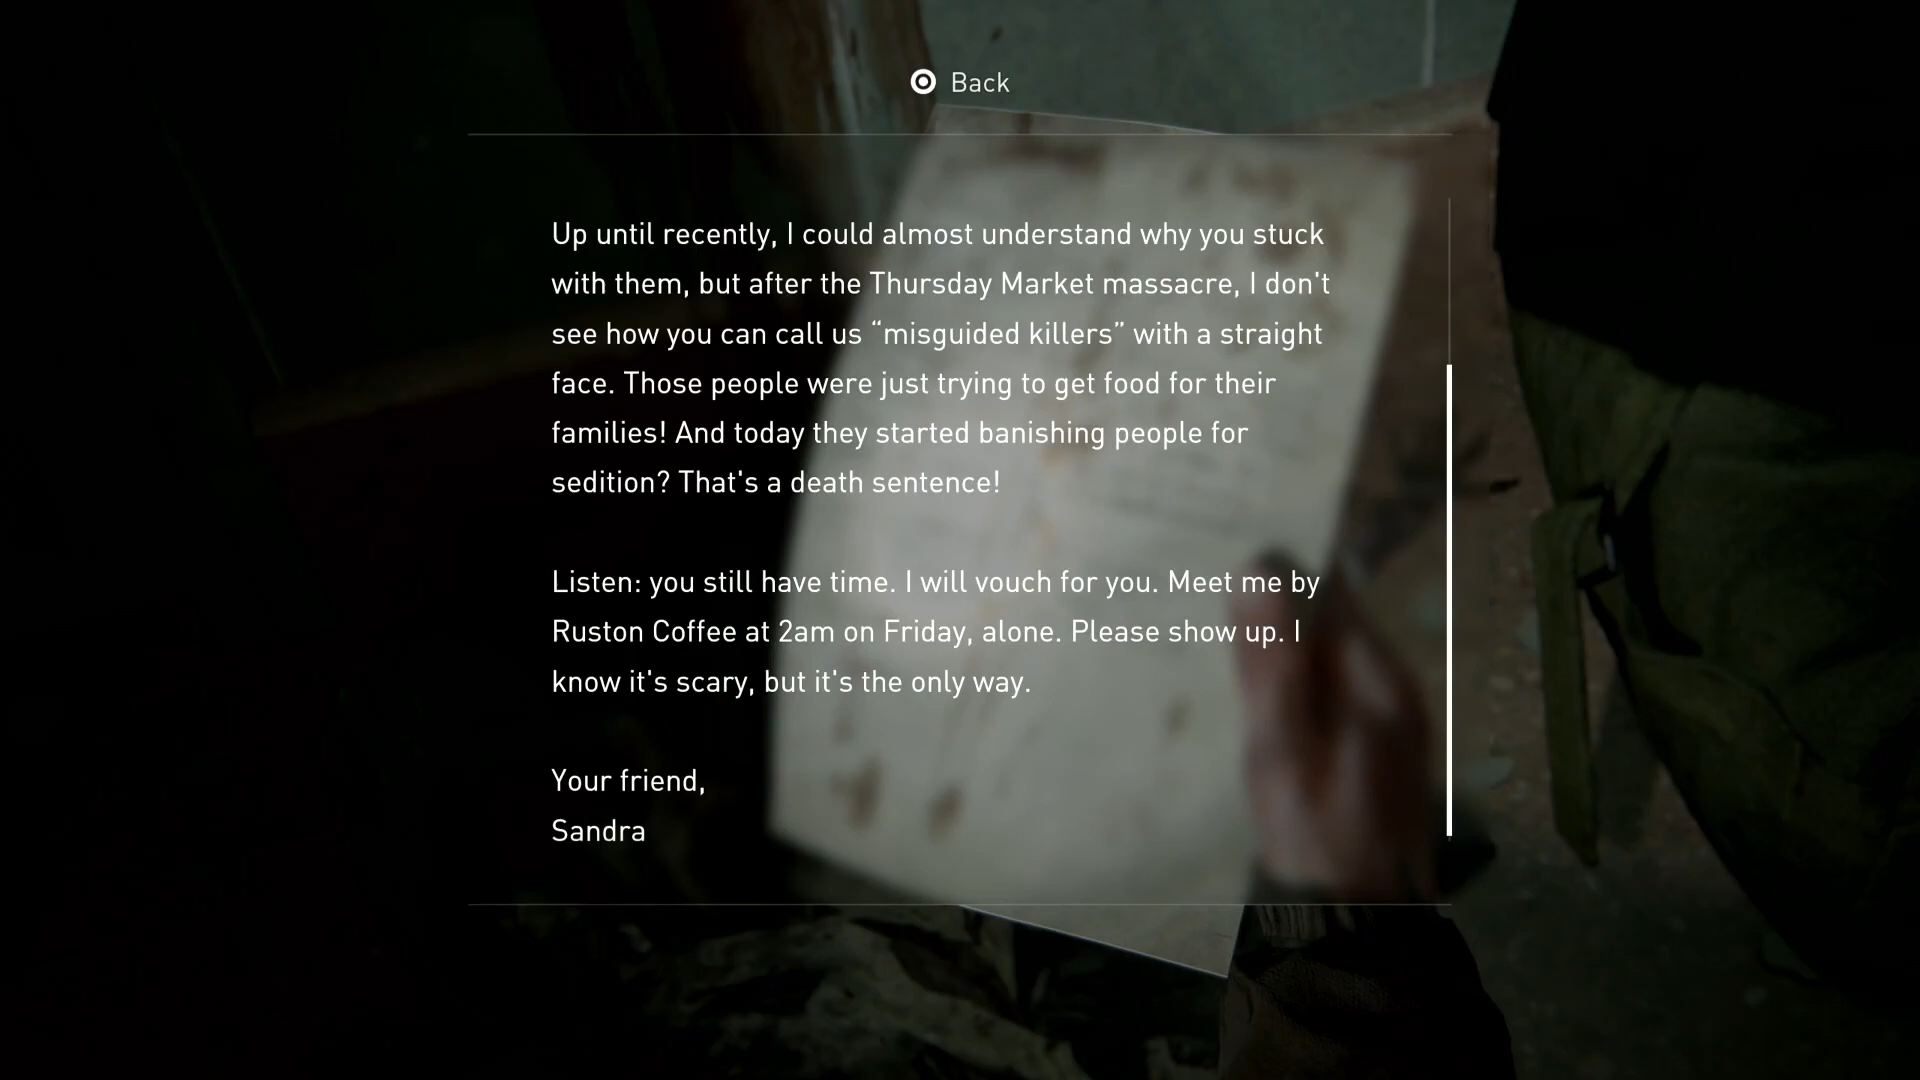 Back
Up until recently, I could almost understand why you stuck
with them, but after the Thursday Market massacre, I don't
see how you can call us “misguided killers” with a straight
face. Those people were just trying to get food for their
families! And today they started banishing people for
sedition? That's a death sentence!
Listen: you still have time. I will vouch for you. Meet me by
Ruston Coffee at 2am on Friday, alone. Please show up. I
know it's scary, but it's the only way.
Your friend,
Sandra